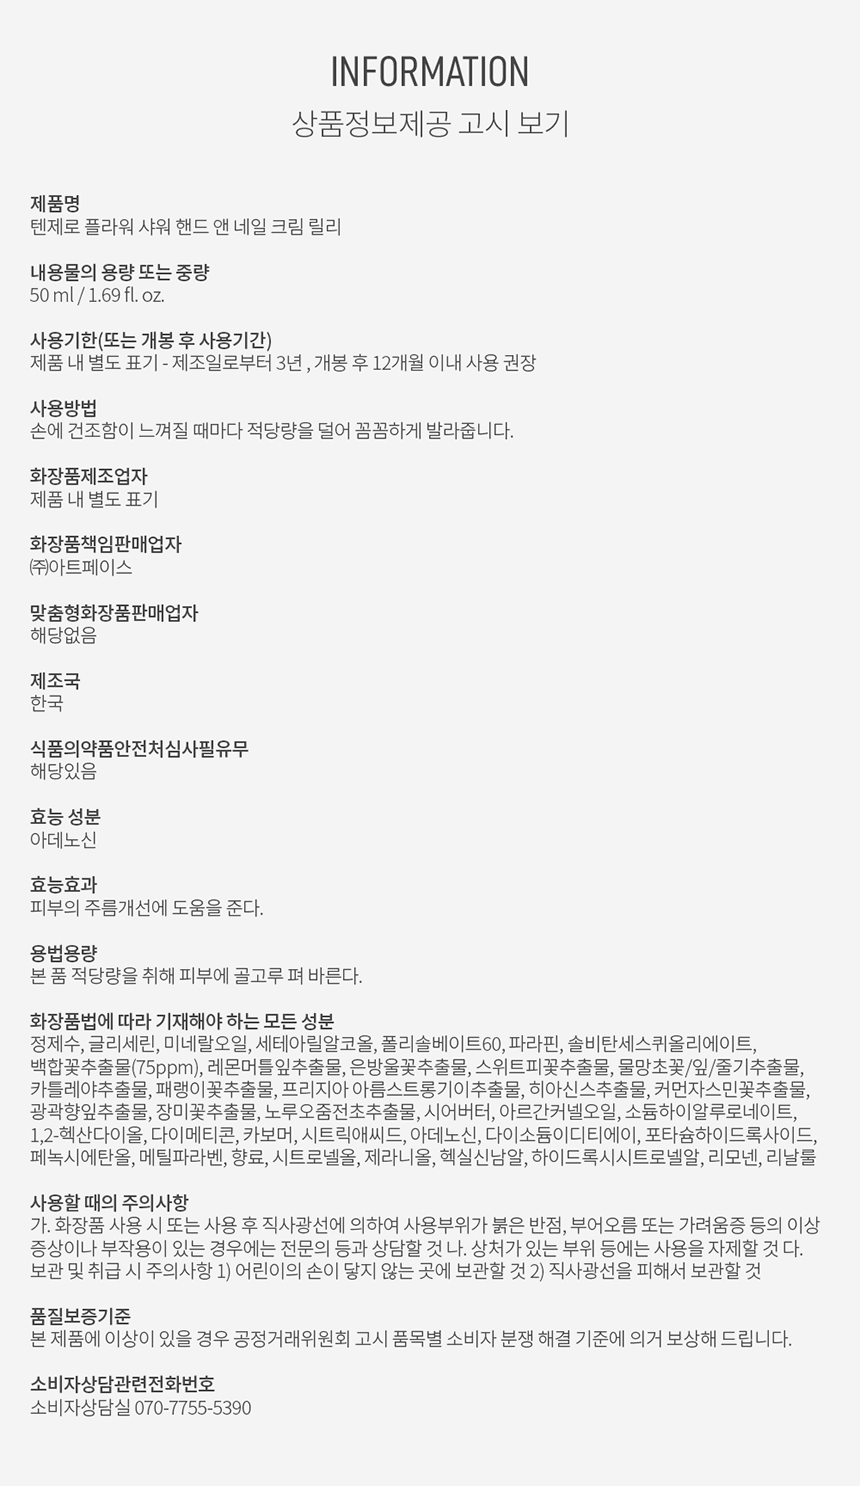 INFORMATION
상품정보제공 고시 보기
제품명
텐제로 플라워 샤워 핸드 앤 네일 크림 릴리
내용물의 용량 또는 중량
50 ml / 1.69 fl. oz.
사용기한(또는 개봉 후 사용기간)
제품 내 별도 표기 - 제조일로부터 3년 , 개봉 후 12개월 이내 사용 권장
사용방법
손에 건조함이 느껴질 때마다 적당량을 덜어 꼼꼼하게 발라줍니다.
화장품제조업자
제품 내 별도 표기
화장품책임판매업자
㈜아트페이스
맞춤형화장품판매업자
해당없음
제조국
한국
식품의약품안전처심사필유무
해당있음
효능 성분
아데노신
효능효과
피부의 주름개선에 도움을 준다.
용법용량
본 품 적당량을 취해 피부에 골고루 펴 바른다.
화장품법에 따라 기재해야 하는 모든 성분
정제수, 글리세린, 미네랄오일, 세테아릴알코올, 폴리솔베이트60, 파라핀, 솔비탄세스퀴올리에이트,
백합꽃추출물(75ppm), 레몬머틀잎추출물, 은방울꽃추출물, 스위트피꽃추출물, 물망초꽃/잎/줄기추출물,
카틀레야추출물, 패랭이꽃추출물, 프리지아 아름스트롱기이추출물, 히아신스추출물, 커먼자스민꽃추출물,
광곽향잎추출물, 장미꽃추출물, 노루오줌전초추출물, 시어버터, 아르간커넬오일, 소듐하이알루로네이트,
1,2-헥산다이올, 다이메티콘, 카보머, 시트릭애씨드, 아데노신, 다이소듐이디티에이, 포타슘하이드록사이드,
페녹시에탄올, 메틸파라벤, 향료, 시트로넬올, 제라니올, 헥실신남알, 하이드록시시트로넬알, 리모넨, 리날룰
사용할 때의 주의사항
가. 화장품 사용 시 또는 사용 후 직사광선에 의하여 사용부위가 붉은 반점, 부어오름 또는 가려움증 등의 이상
증상이나 부작용이 있는 경우에는 전문의 등과 상담할 것 나. 상처가 있는 부위 등에는 사용을 자제할 것 다.
보관 및 취급 시 주의사항 1) 어린이의 손이 닿지 않는 곳에 보관할 것 2) 직사광선을 피해서 보관할 것
품질보증기준
본 제품에 이상이 있을 경우 공정거래위원회 고시 품목별 소비자 분쟁 해결 기준에 의거 보상해 드립니다.
소비자상담관련전화번호
소비자상담실 070-7755-5390